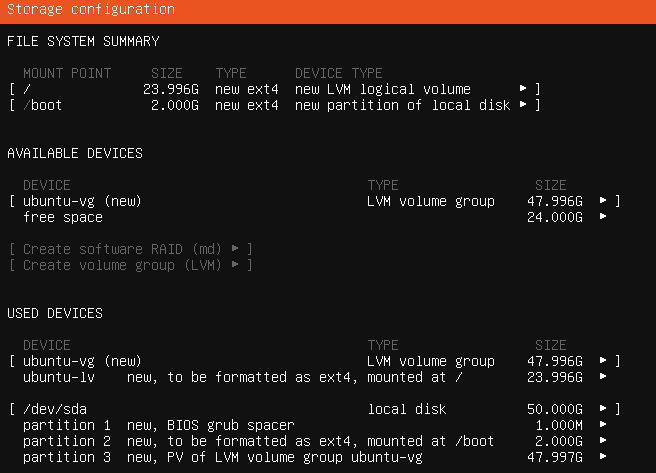 Storage configuration
FILE SYSTEM SUMMARY
MOUNT POINT SIZE TYPE DEVICE TYPE
[ / 23.996G new ext4 new LVM logical volume ▸ ]
[ /boot 2.000G new ext4 new partition of local disk ▸ ]
AVAILABLE DEVICES
DEVICE TYPE SIZE
[ ubuntu-vg (new) LVM volume group 47.996G ▸ ]
free space 24.000G ▸
[ Create software RAID (md) ▸ ]
[ Create volume group (LVM) ▸ ]
USED DEVICES
DEVICE TYPE SIZE
[ ubuntu-vg (new) LVM volume group 47.996G ▸ ]
ubuntu-lv new, to be formatted as ext4, mounted at / 23.996G ▸
[ /dev/sda local disk 50.000G ▸ ]
partition 1 new, BIOS grub spacer 1.000M ▸
partition 2 new, to be formatted as ext4, mounted at /boot 2.000G ▸
partition 3 new, PV of LVM volume group ubuntu-vg 47.997G ▸